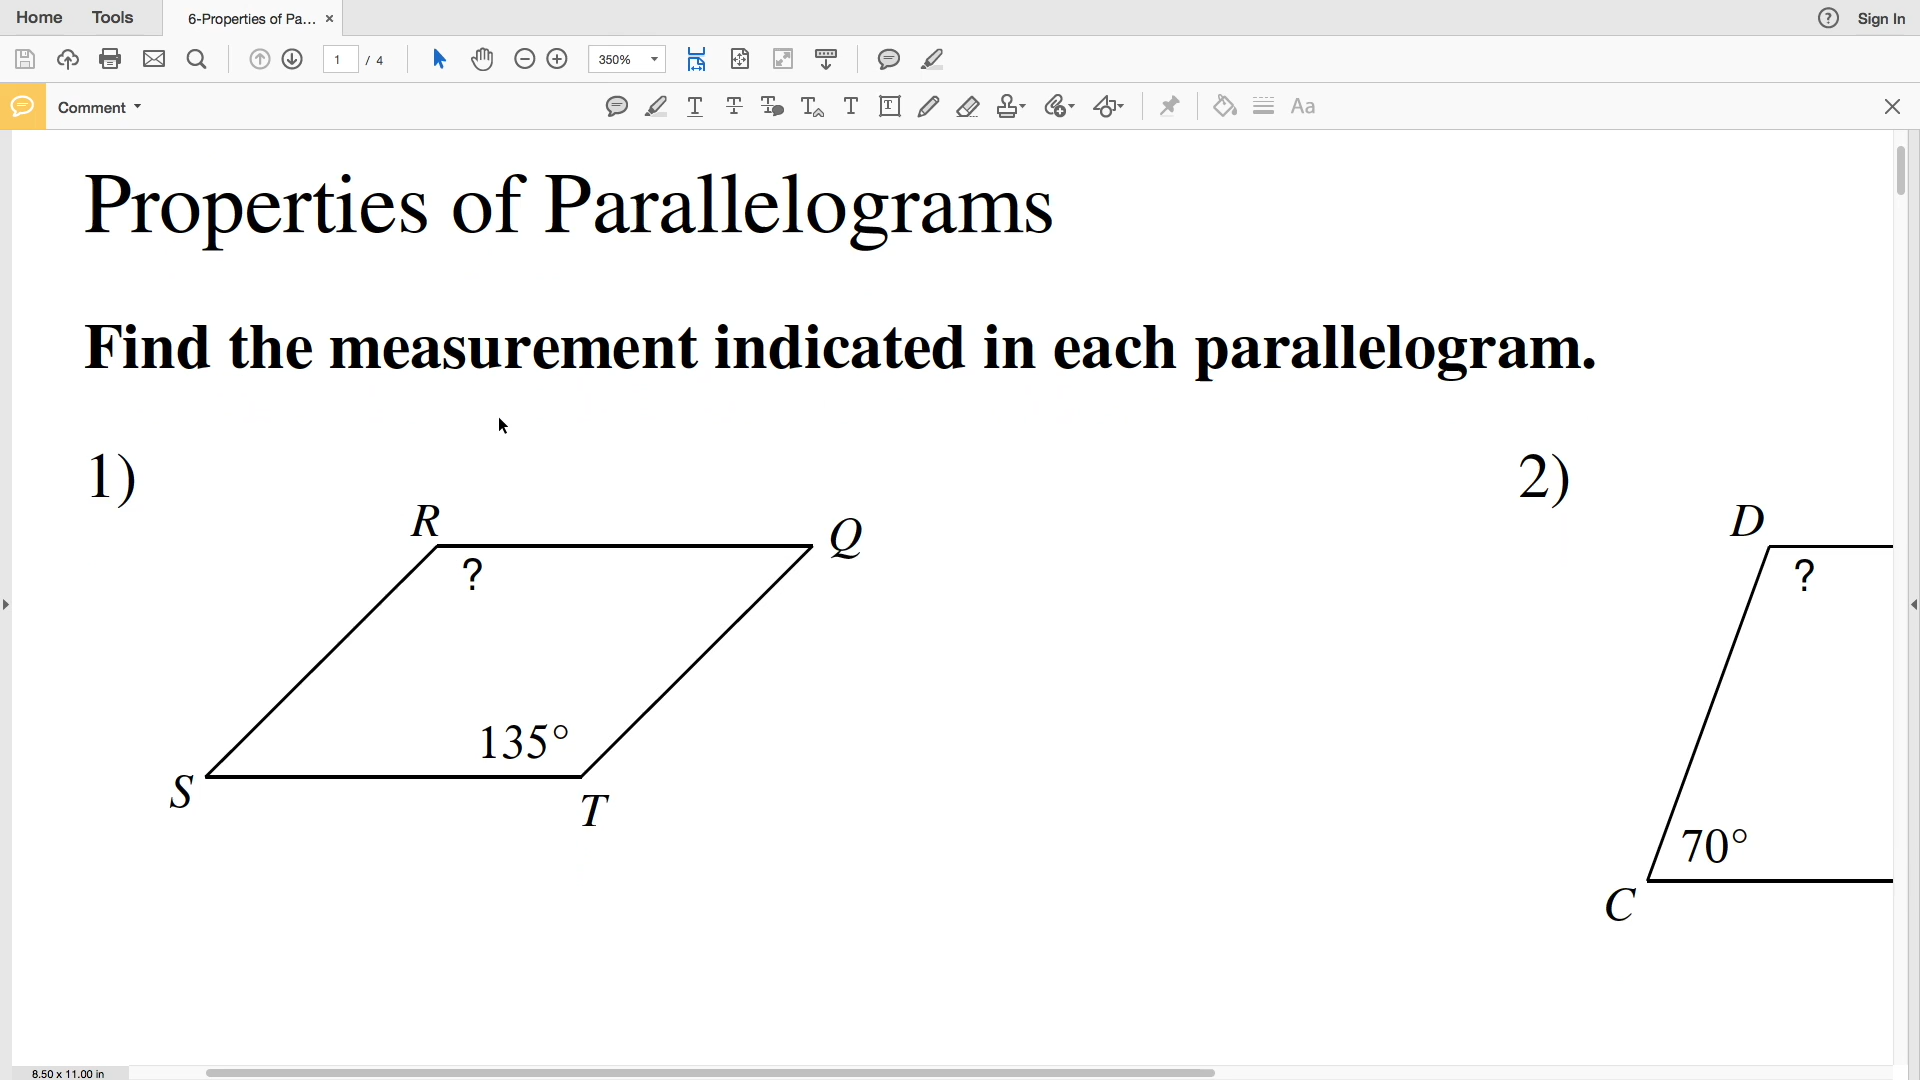 Home Tools 6-Properties of Pa... × ? Sign In
1 / 4 350%
Comment Aa
Properties of Parallelograms
Find the measurement indicated in each parallelogram.
1) 2)
R Q D
? ?
135°
S T
70°
C
8.50 x 11.00 in